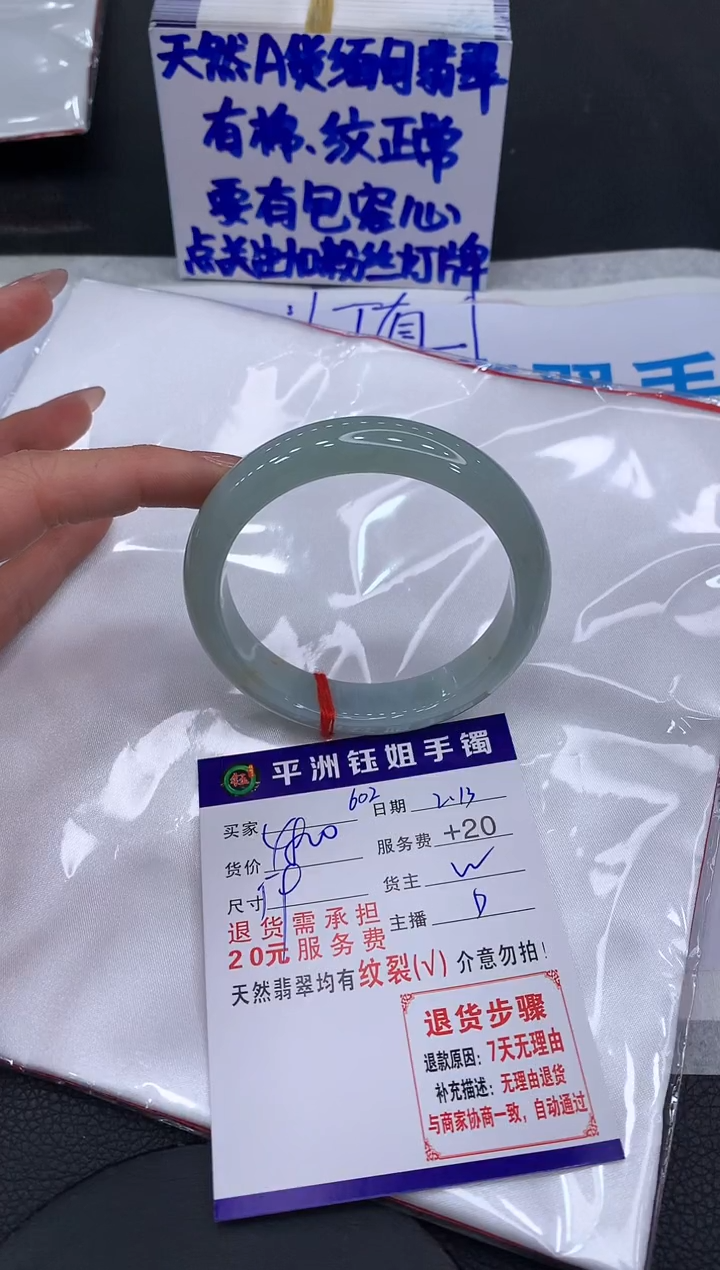 天然A货缅甸翡翠
有棉、纹正常
要有包容心
点关注加粉丝灯牌
手
平洲钰姐手镯
602
买家
日期 2.13
货价
服务费 +20
尺寸
货主 W
退货需承担
主播 D
20元服务费
天然翡翠均有纹裂(√) 介意勿拍!
退货步骤
退款原因: 7天无理由
补充描述: 无理由退货
与商家协商一致, 自动通过